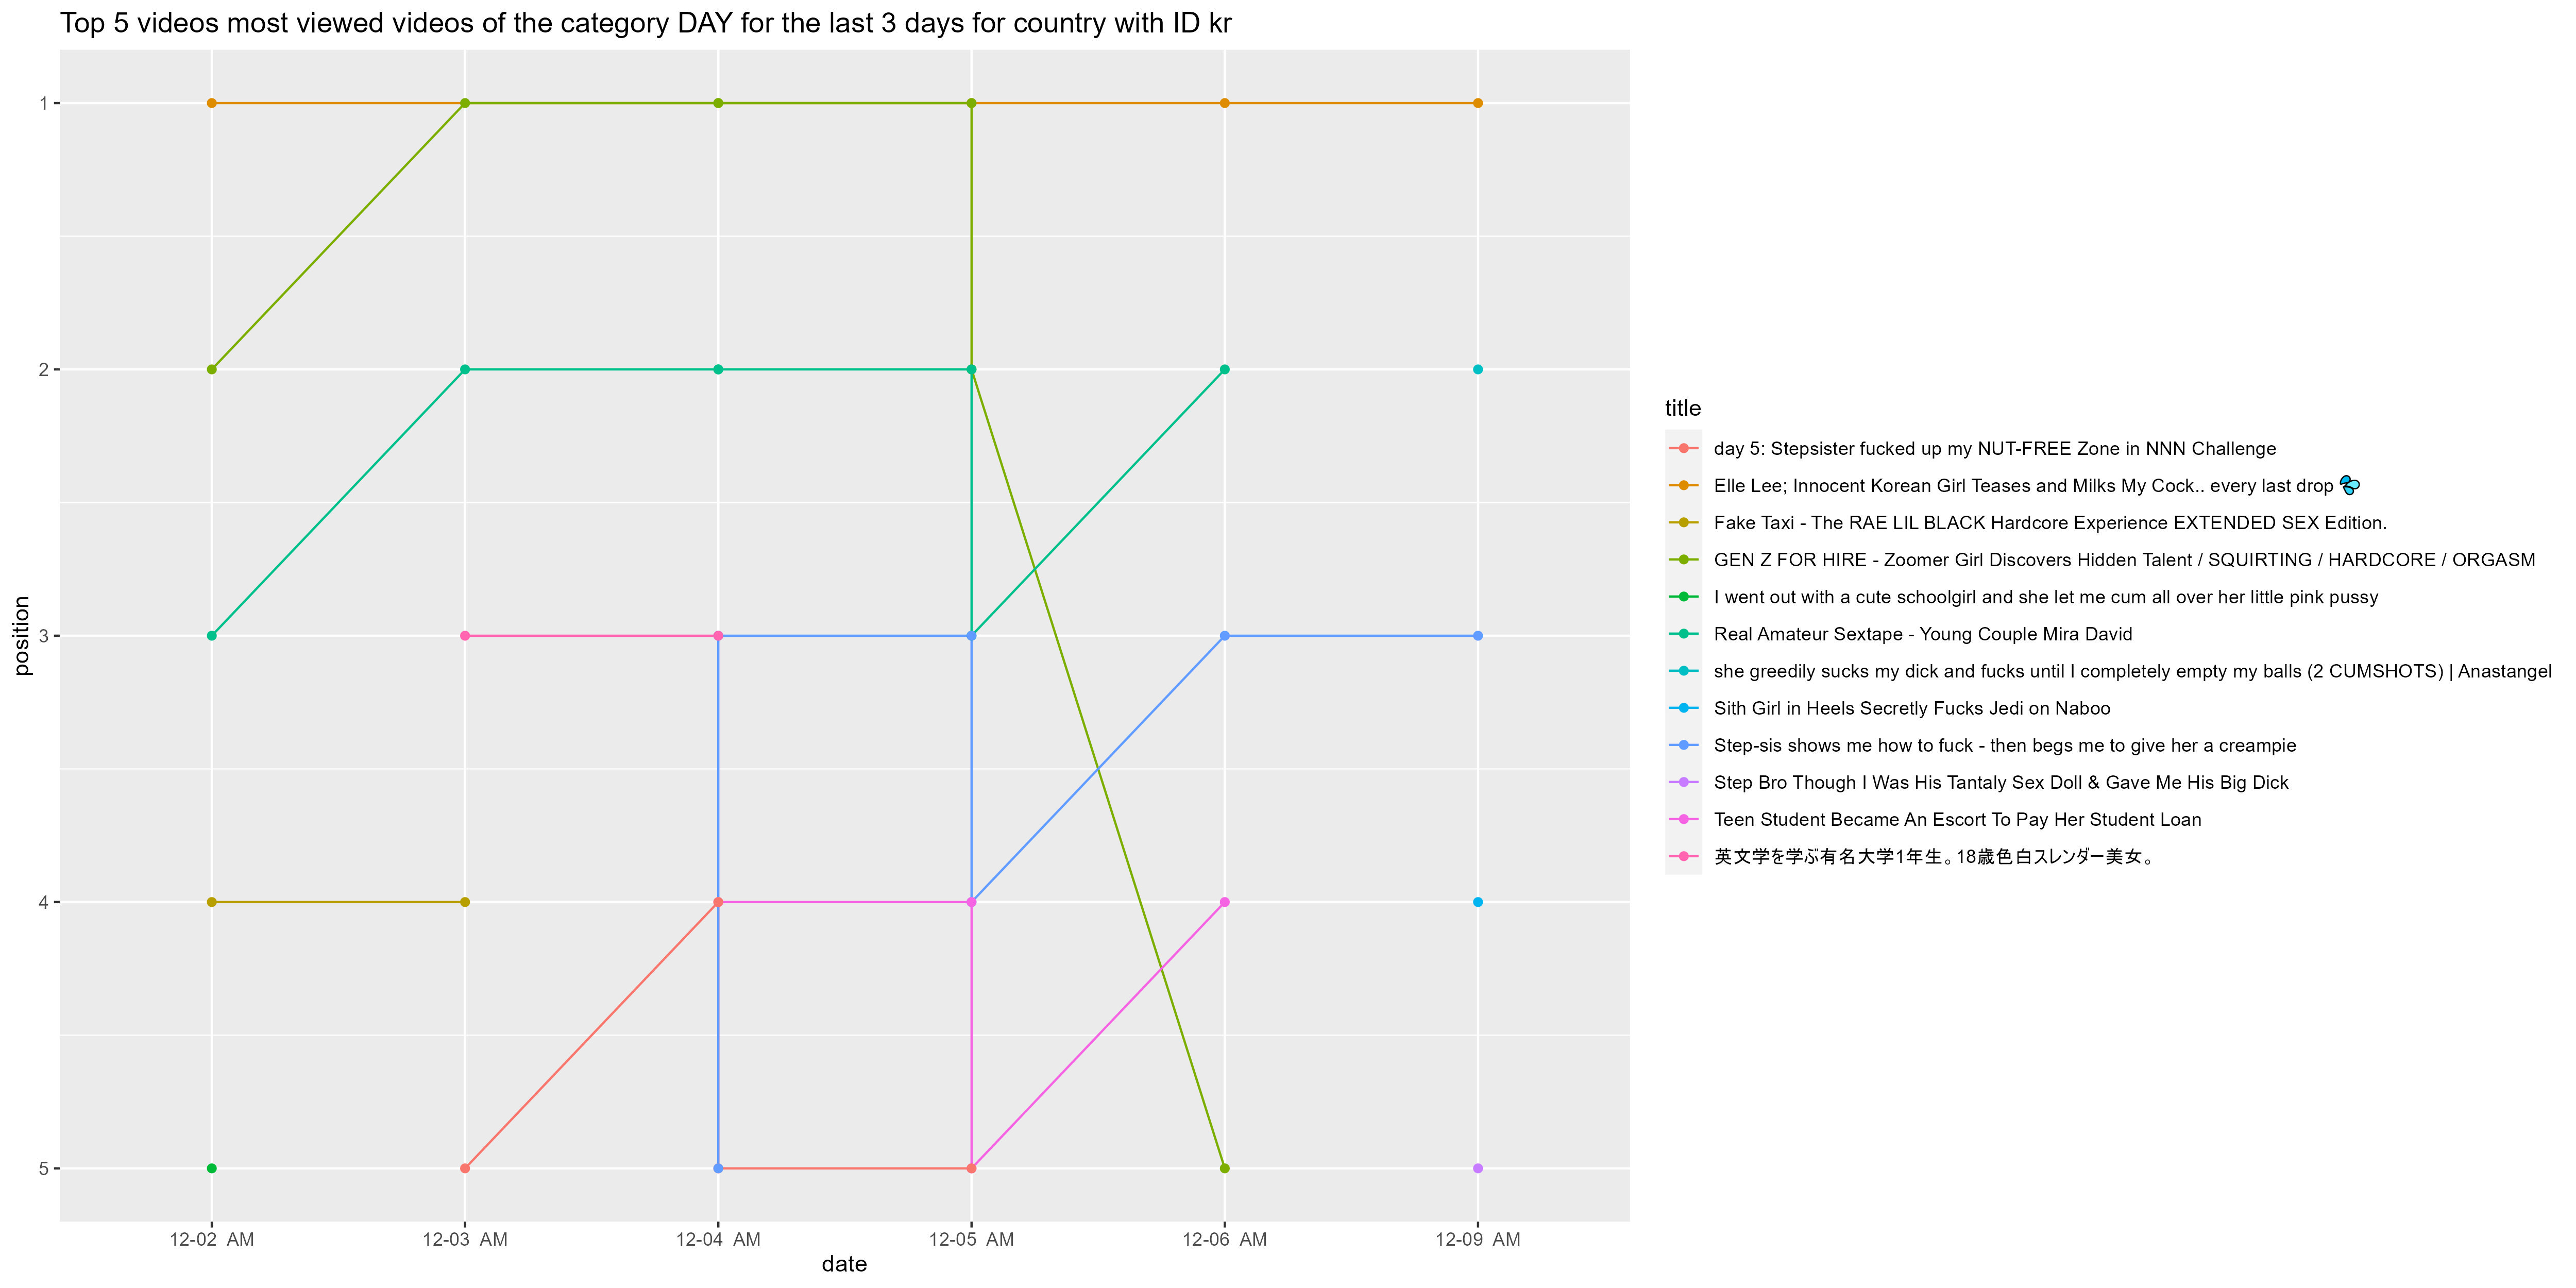 Top 5 videos most viewed videos of the category DAY for the last 3 days for country with ID kr
position
1
2
3
4
5
12-02 AM
12-03 AM
12-04 AM
12-05 AM
12-06 AM
12-09 AM
date
title
day 5: Stepsister fucked up my NUT-FREE Zone in NNN Challenge
Elle Lee; Innocent Korean Girl Teases and Milks My Cock.. every last drop 💦
Fake Taxi - The RAE LIL BLACK Hardcore Experience EXTENDED SEX Edition.
GEN Z FOR HIRE - Zoomer Girl Discovers Hidden Talent / SQUIRTING / HARDCORE / ORGASM
I went out with a cute schoolgirl and she let me cum all over her little pink pussy
Real Amateur Sextape - Young Couple Mira David
she greedily sucks my dick and fucks until I completely empty my balls (2 CUMSHOTS) | Anastangel
Sith Girl in Heels Secretly Fucks Jedi on Naboo
Step-sis shows me how to fuck - then begs me to give her a creampie
Step Bro Though I Was His Tantaly Sex Doll & Gave Me His Big Dick
Teen Student Became An Escort To Pay Her Student Loan
英文学を学ぶ有名大学1年生。18歳色白スレンダー美女。